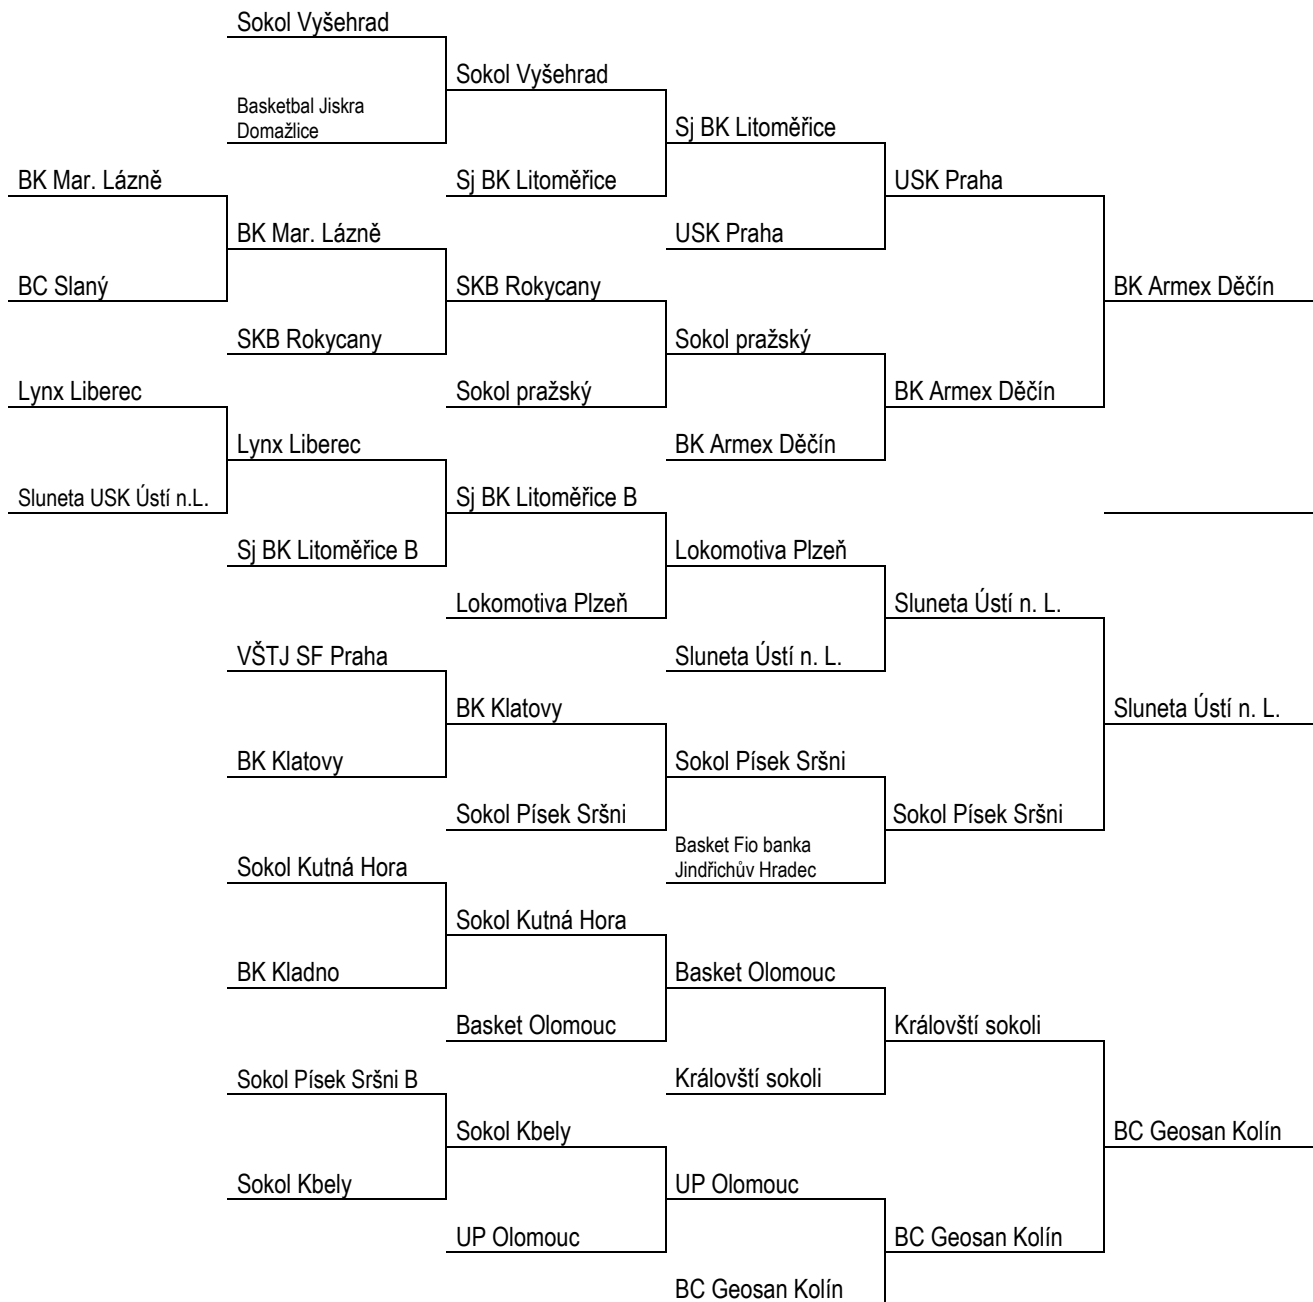 Sokol Vyšehrad
Sokol Vyšehrad
Basketbal Jiskra
Domažlice
Sj BK Litoměřice
BK Mar. Lázně
Sj BK Litoměřice
USK Praha
BK Mar. Lázně
USK Praha
BC Slaný
SKB Rokycany
BK Armex Děčín
SKB Rokycany
Sokol pražský
Lynx Liberec
Sokol pražský
BK Armex Děčín
Lynx Liberec
BK Armex Děčín
Sluneta USK Ústí n.L.
Sj BK Litoměřice B
Sj BK Litoměřice B
Lokomotiva Plzeň
Lokomotiva Plzeň
Sluneta Ústí n. L.
VŠTJ SF Praha
Sluneta Ústí n. L.
BK Klatovy
Sluneta Ústí n. L.
BK Klatovy
Sokol Písek Sršni
Sokol Písek Sršni
Sokol Písek Sršni
Basket Fio banka
Jindřichův Hradec
Sokol Kutná Hora
Sokol Kutná Hora
BK Kladno
Basket Olomouc
Basket Olomouc
Královští sokoli
Sokol Písek Sršni B
Královští sokoli
Sokol Kbely
BC Geosan Kolín
Sokol Kbely
UP Olomouc
UP Olomouc
BC Geosan Kolín
BC Geosan Kolín